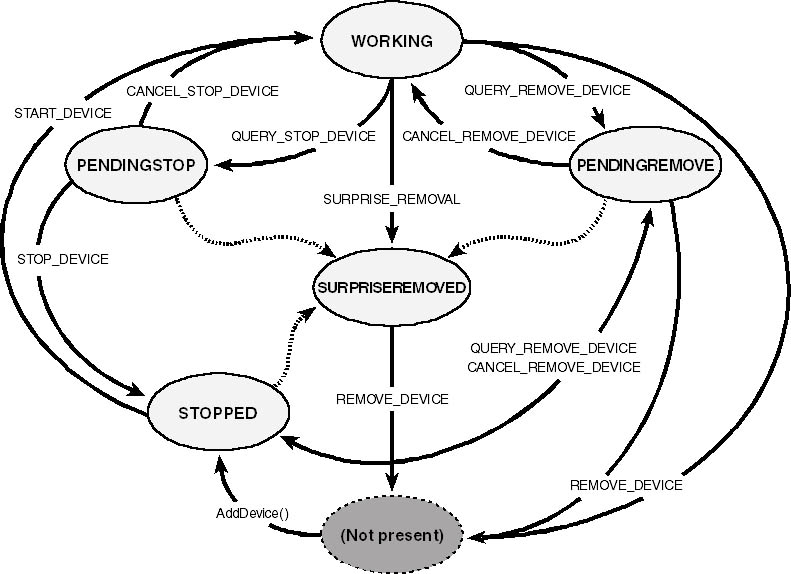 WORKING
QUERY_REMOVE_DEVICE
CANCEL_STOP_DEVICE
START_DEVICE
QUERY_STOP_DEVICE
CANCEL_REMOVE_DEVICE
PENDINGSTOP
PENDINGREMOVE
SURPRISE_REMOVAL
STOP_DEVICE
SURPRISEREMOVED
QUERY_REMOVE_DEVICE
CANCEL_REMOVE_DEVICE
REMOVE_DEVICE
STOPPED
REMOVE_DEVICE
AddDevice()
(Not present)